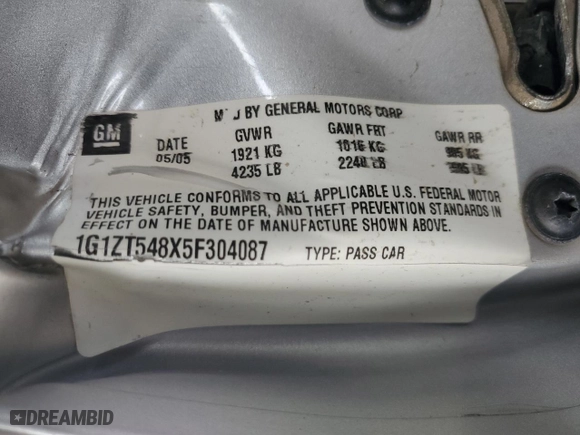 GM
BY GENERAL MOTORS CORP
DATE GVWR GAWR FRT GAWR RR
05/05 1921 KG 1016 KG KG
4235 LB 2240 LB LB
THIS VEHICLE CONFORMS TO ALL APPLICABLE U.S. FEDERAL MOTOR
VEHICLE SAFETY, BUMPER, AND THEFT PREVENTION STANDARDS IN
EFFECT ON THE DATE OF MANUFACTURE SHOWN ABOVE.
1G1ZT548X5F304087 TYPE: PASS CAR
DREAMBID